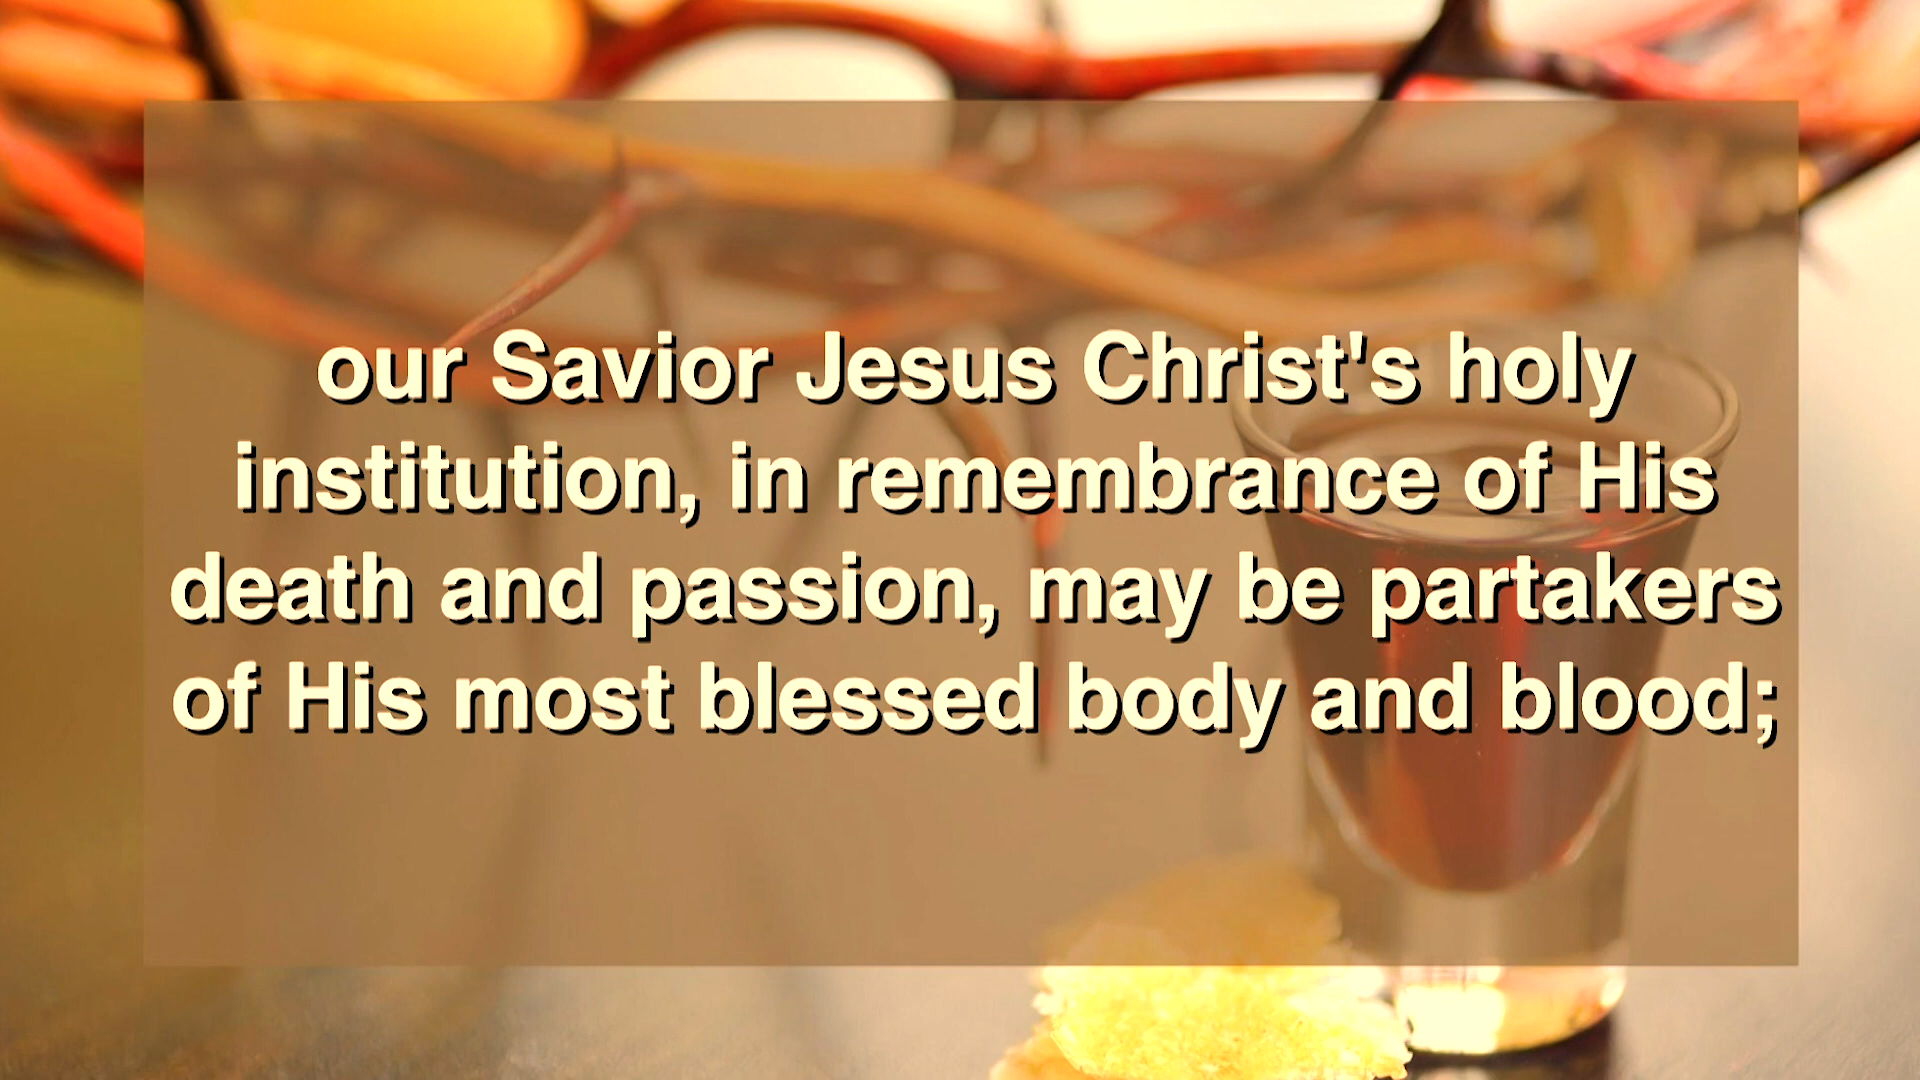 our Savior Jesus Christ's holy
institution, in remembrance of His
death and passion, may be partakers
of His most blessed body and blood;